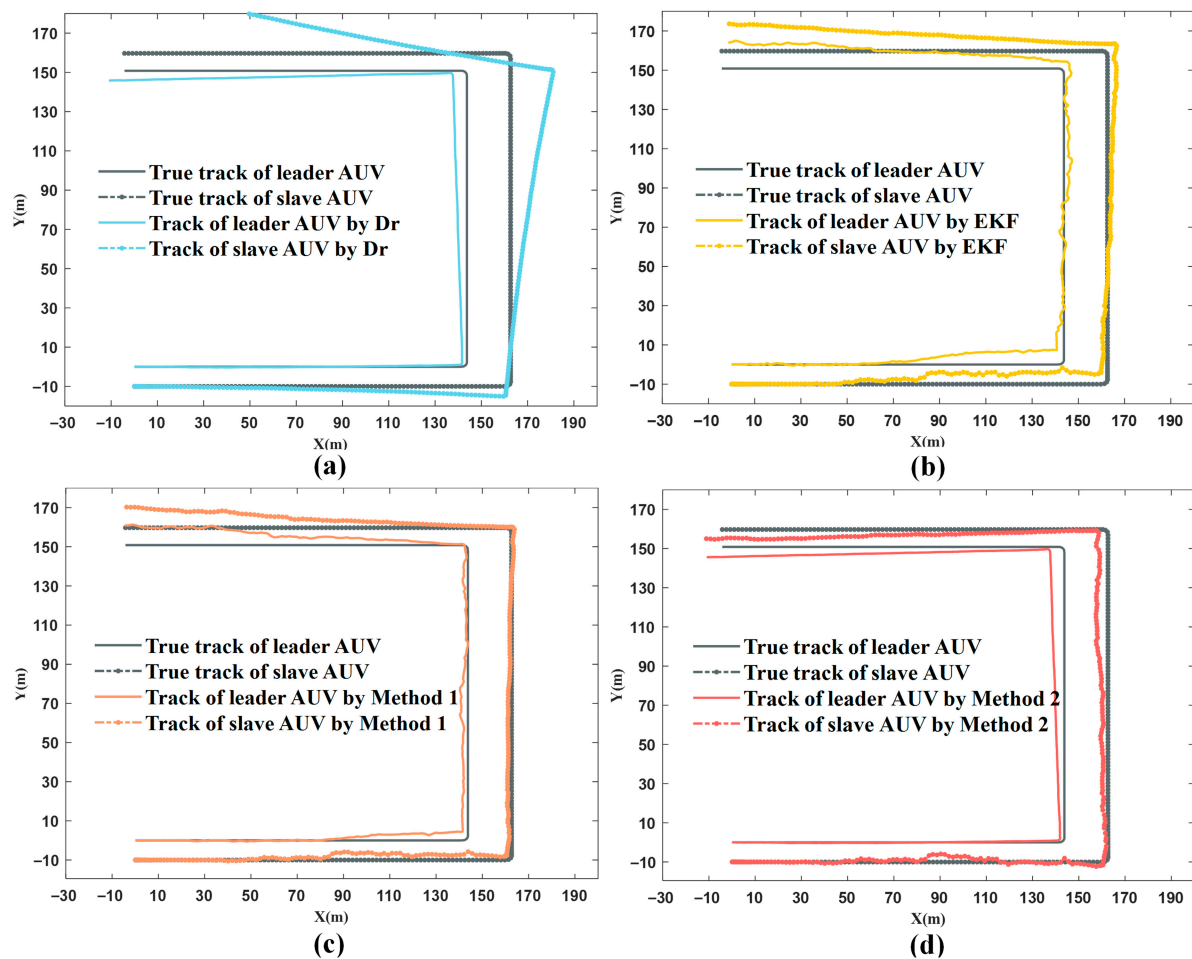 170
150
130
110
90
70
50
30
10
−10
−30
Y(m)
True track of leader AUV
True track of slave AUV
Track of leader AUV by Dr
Track of slave AUV by Dr
−30 −10 10 30 50 70 90 110 130 150 170 190
X(m)
(a)
170
150
130
110
90
70
50
30
10
−10
−30
Y(m)
True track of leader AUV
True track of slave AUV
Track of leader AUV by EKF
Track of slave AUV by EKF
−30 −10 10 30 50 70 90 110 130 150 170 190
X(m)
(b)
170
150
130
110
90
70
50
30
10
−10
−30
Y(m)
True track of leader AUV
True track of slave AUV
Track of leader AUV by Method 1
Track of slave AUV by Method 1
−10 10 30 50 70 90 110 130 150 170 190
X(m)
(c)
170
150
130
110
90
70
50
30
10
−10
−30
Y(m)
True track of leader AUV
True track of slave AUV
Track of leader AUV by Method 2
Track of slave AUV by Method 2
−10 10 30 50 70 90 110 130 150 170 190
X(m)
(d)